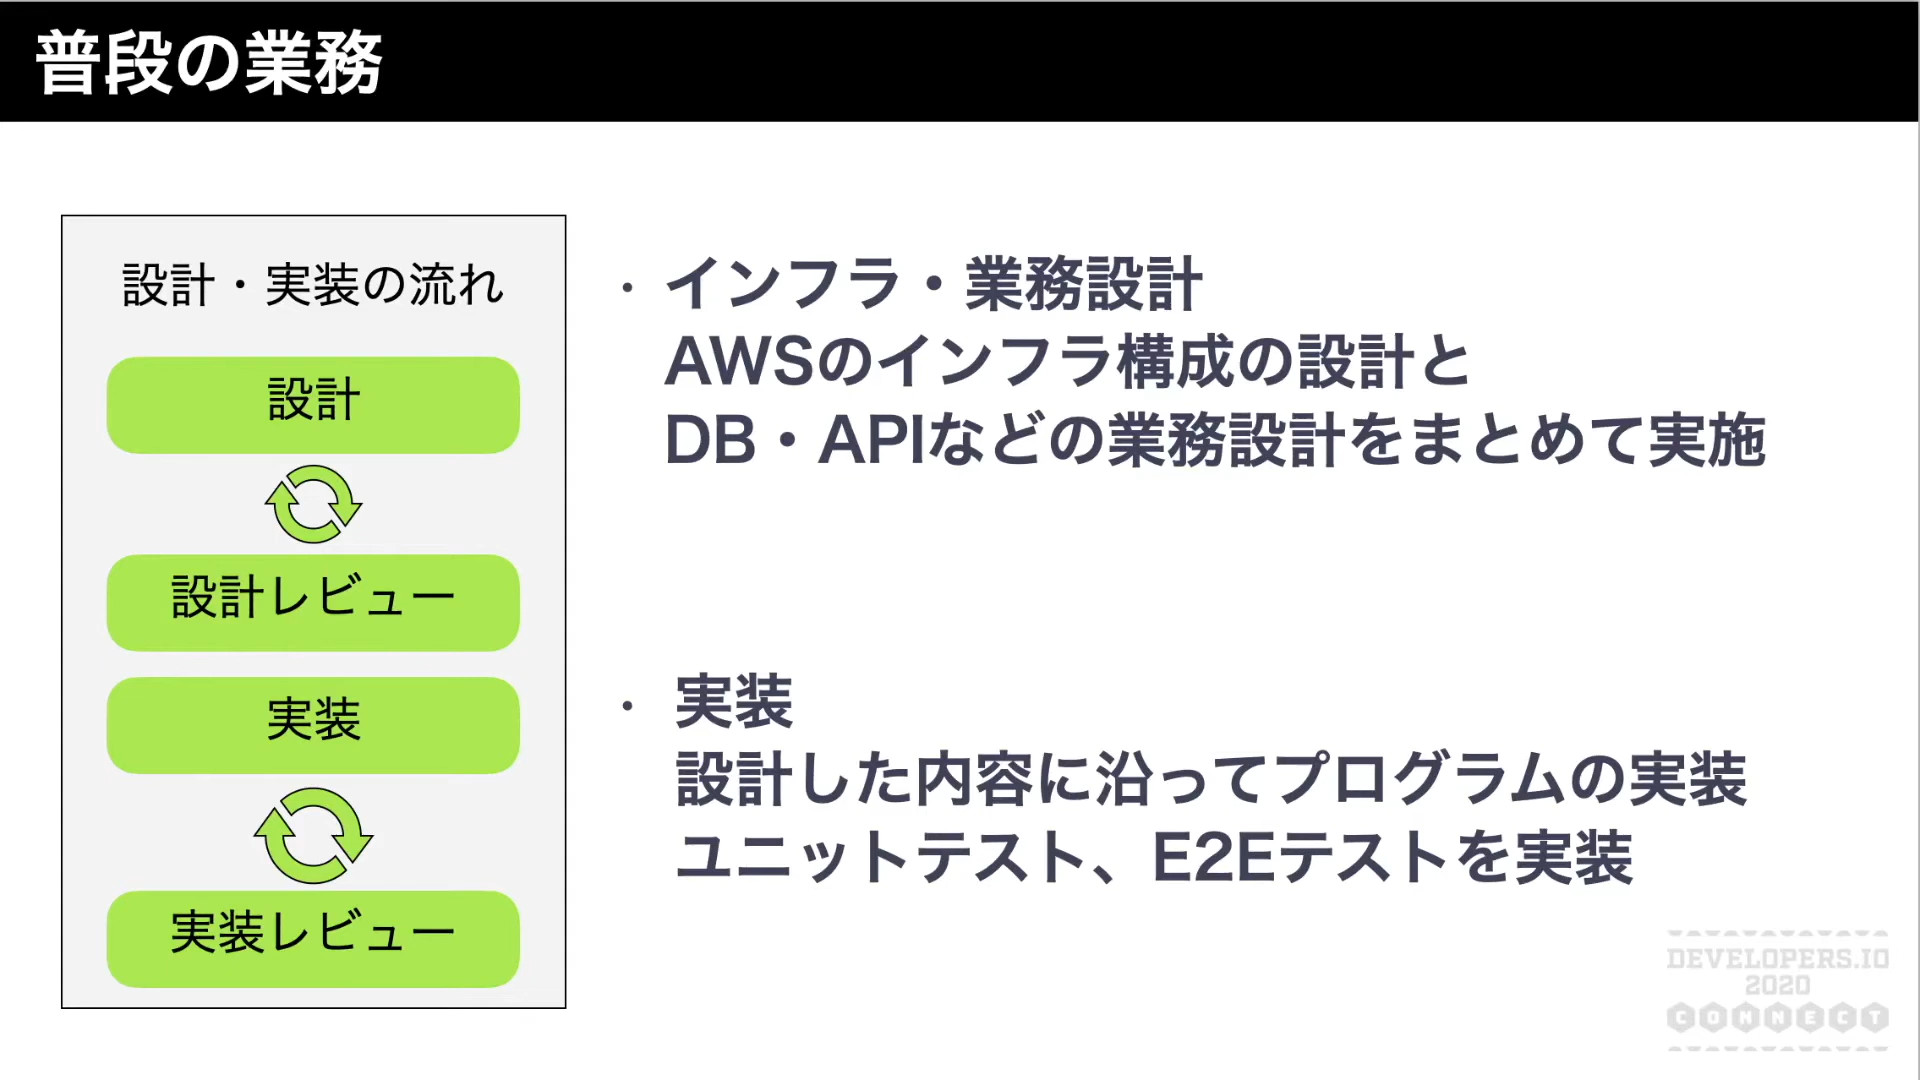 普段の業務
設計・実装の流れ
設計
設計レビュー
実装
実装レビュー
・インフラ・業務設計
AWSのインフラ構成の設計と
DB・APIなどの業務設計をまとめて実施
・実装
設計した内容に沿ってプログラムの実装
ユニットテスト、E2Eテストを実装
DEVELOPERS.IO
2020
CONNECT